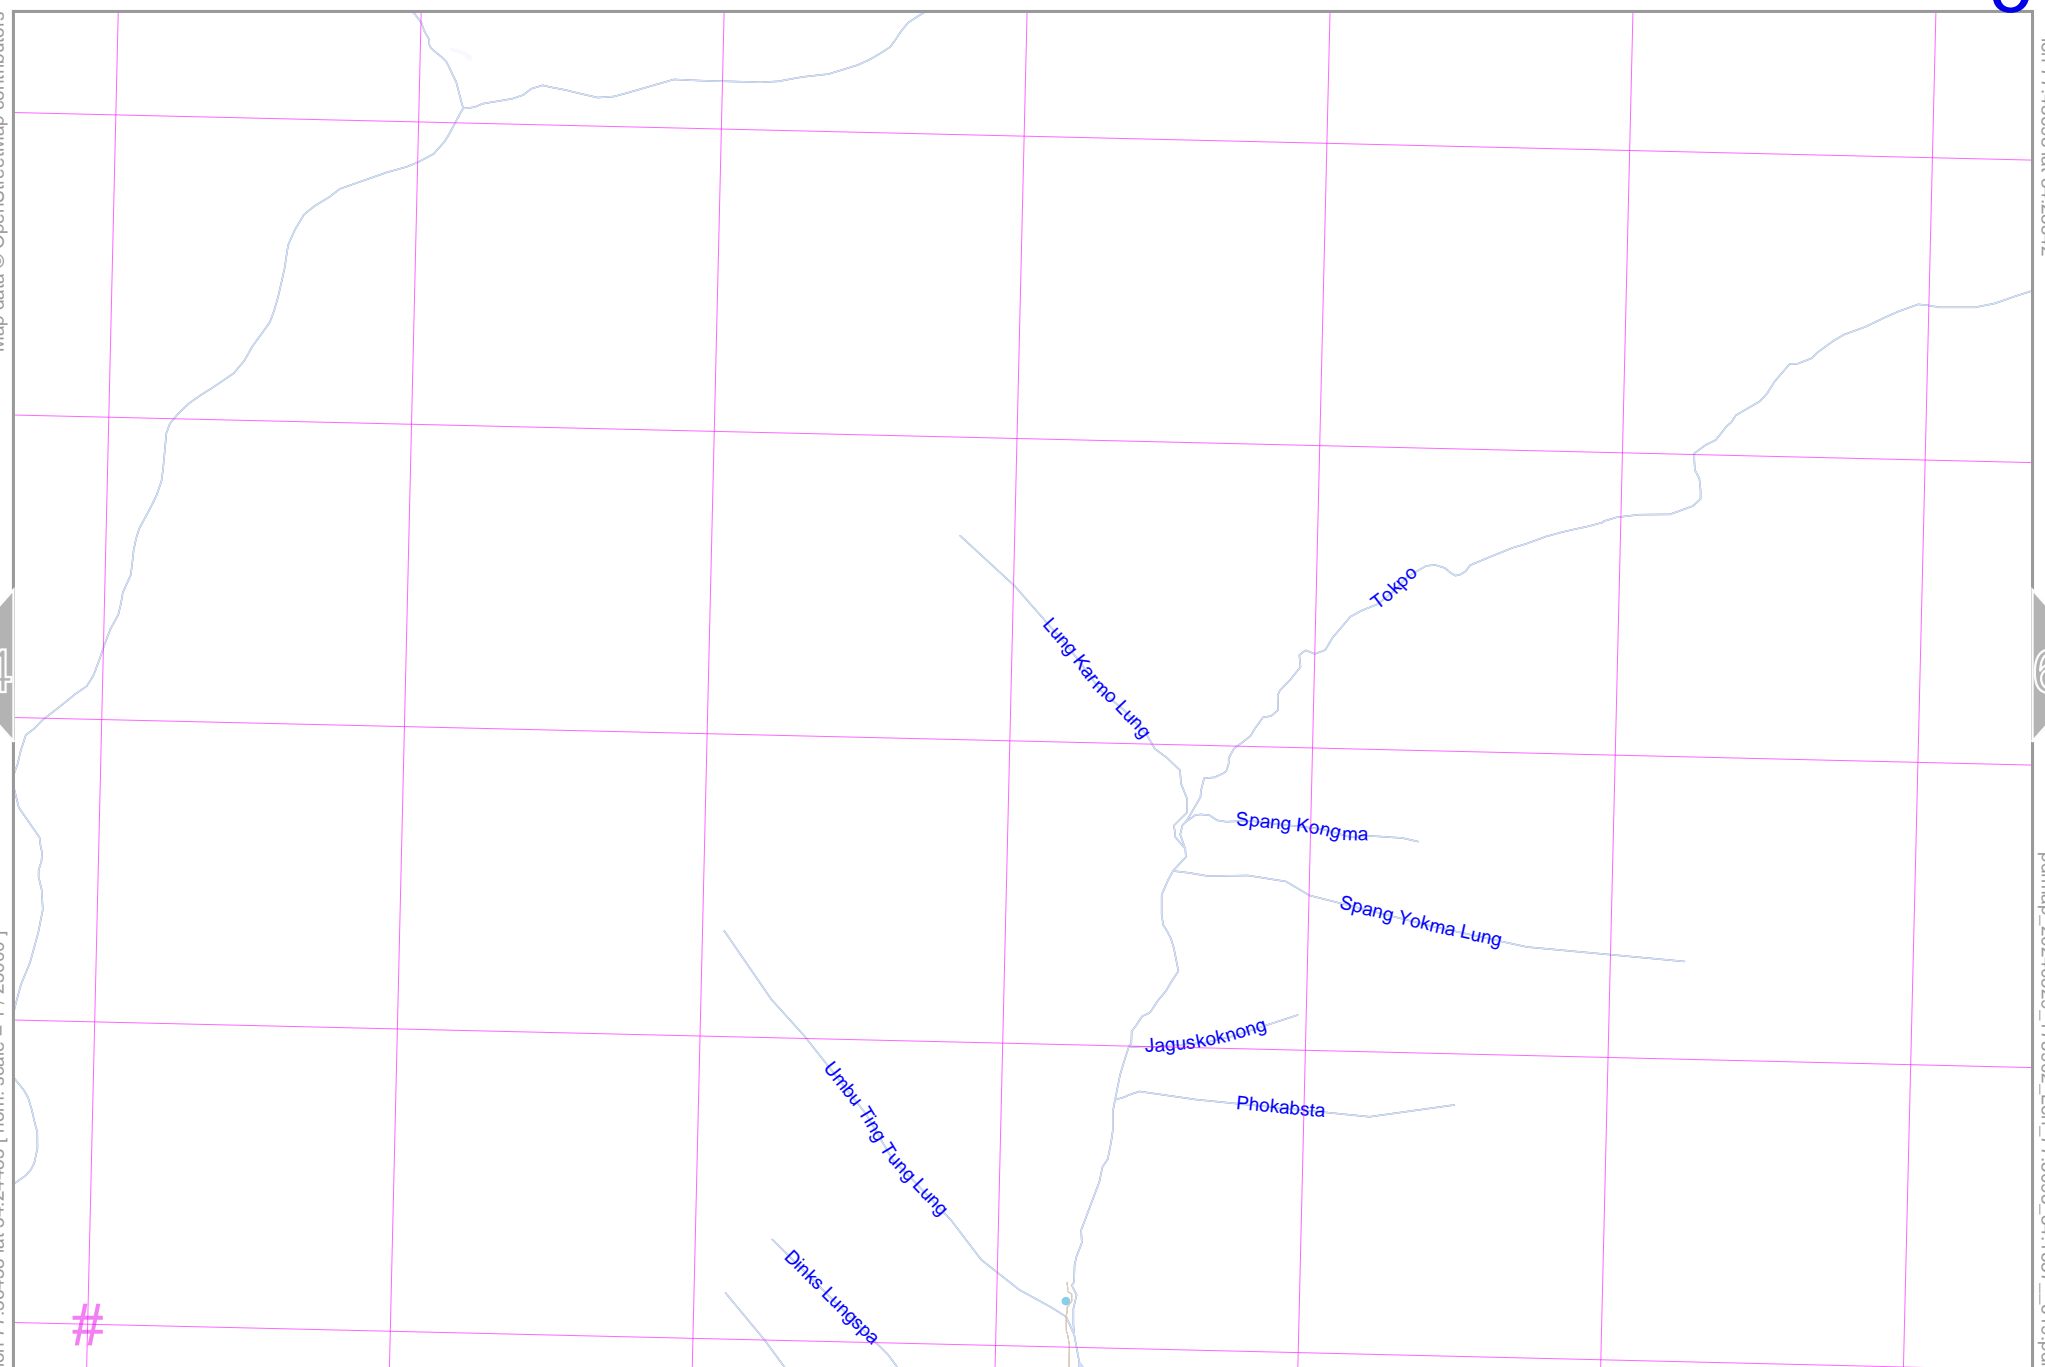 Tokpo
Lung Karmo Lung
Spang Kongma
Spang Yokma Lung
Jaguskoknong
Umbu Ting Tung Lung
Phokabsta
Dinks Lungspa
#